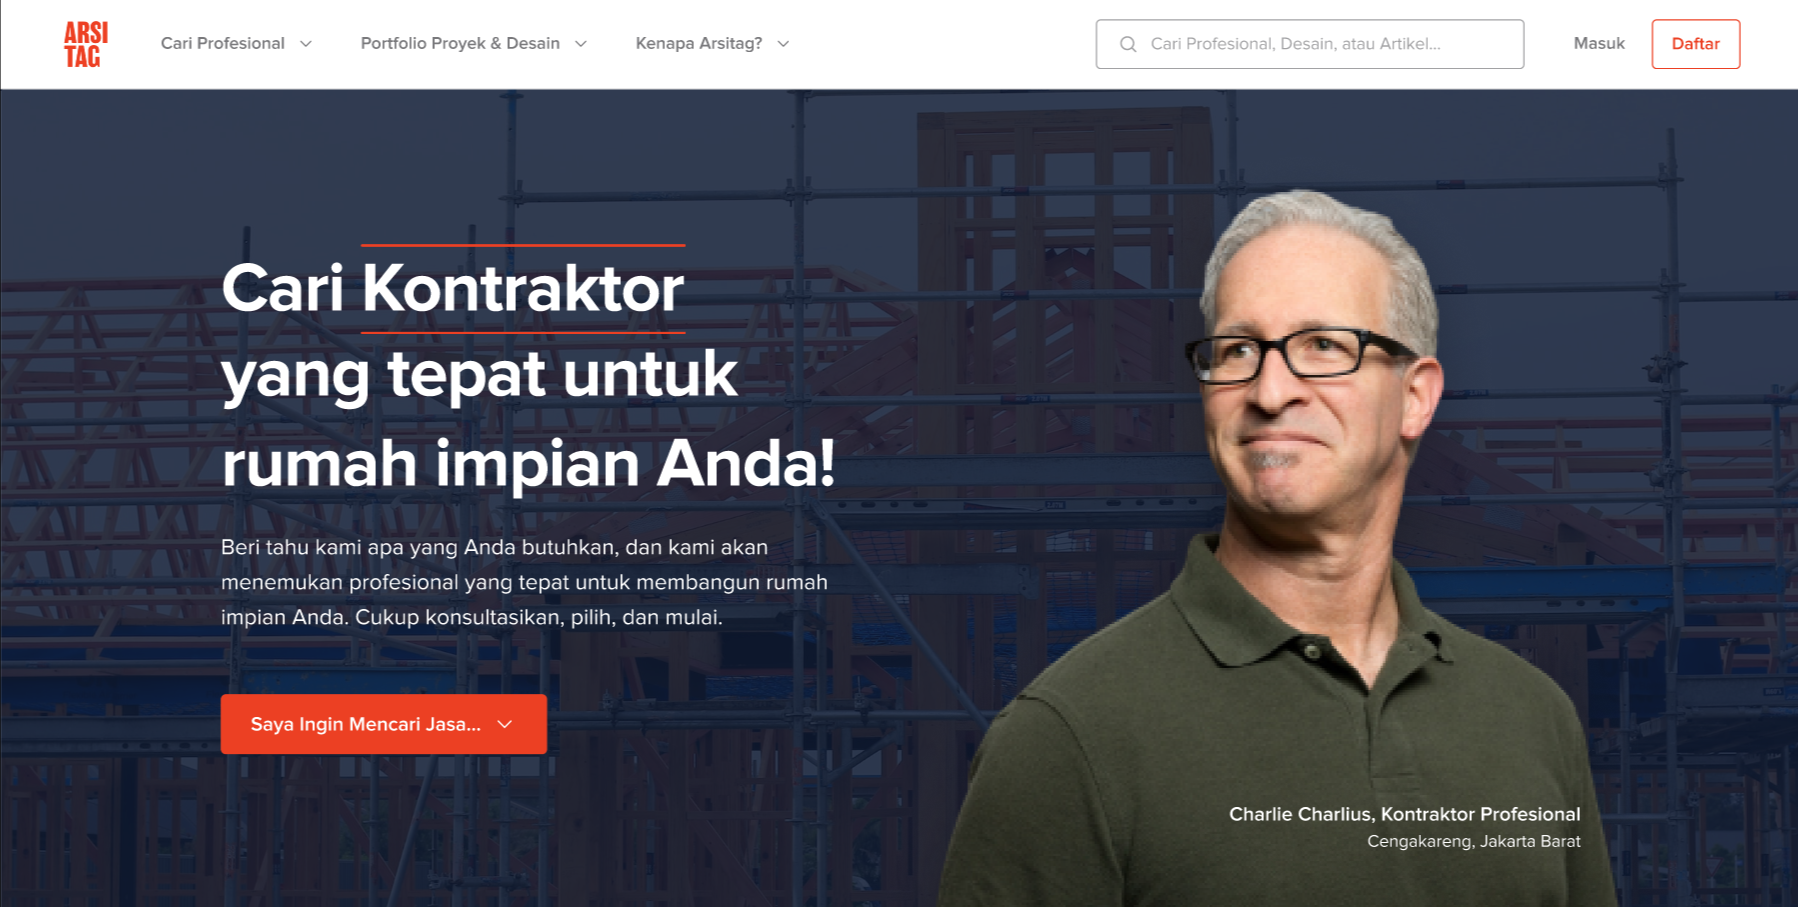 ARSI
TAG
Cari Profesional
Portfolio Proyek & Desain
Kenapa Arsitag?
Cari Profesional, Desain, atau Artikel...
Masuk
Daftar
Cari Kontraktor
yang tepat untuk
rumah impian Anda!
Beri tahu kami apa yang Anda butuhkan, dan kami akan
menemukan profesional yang tepat untuk membangun rumah
impian Anda. Cukup konsultasikan, pilih, dan mulai.
Saya Ingin Mencari Jasa...
Charlie Charlius, Kontraktor Profesional
Cengakareng, Jakarta Barat